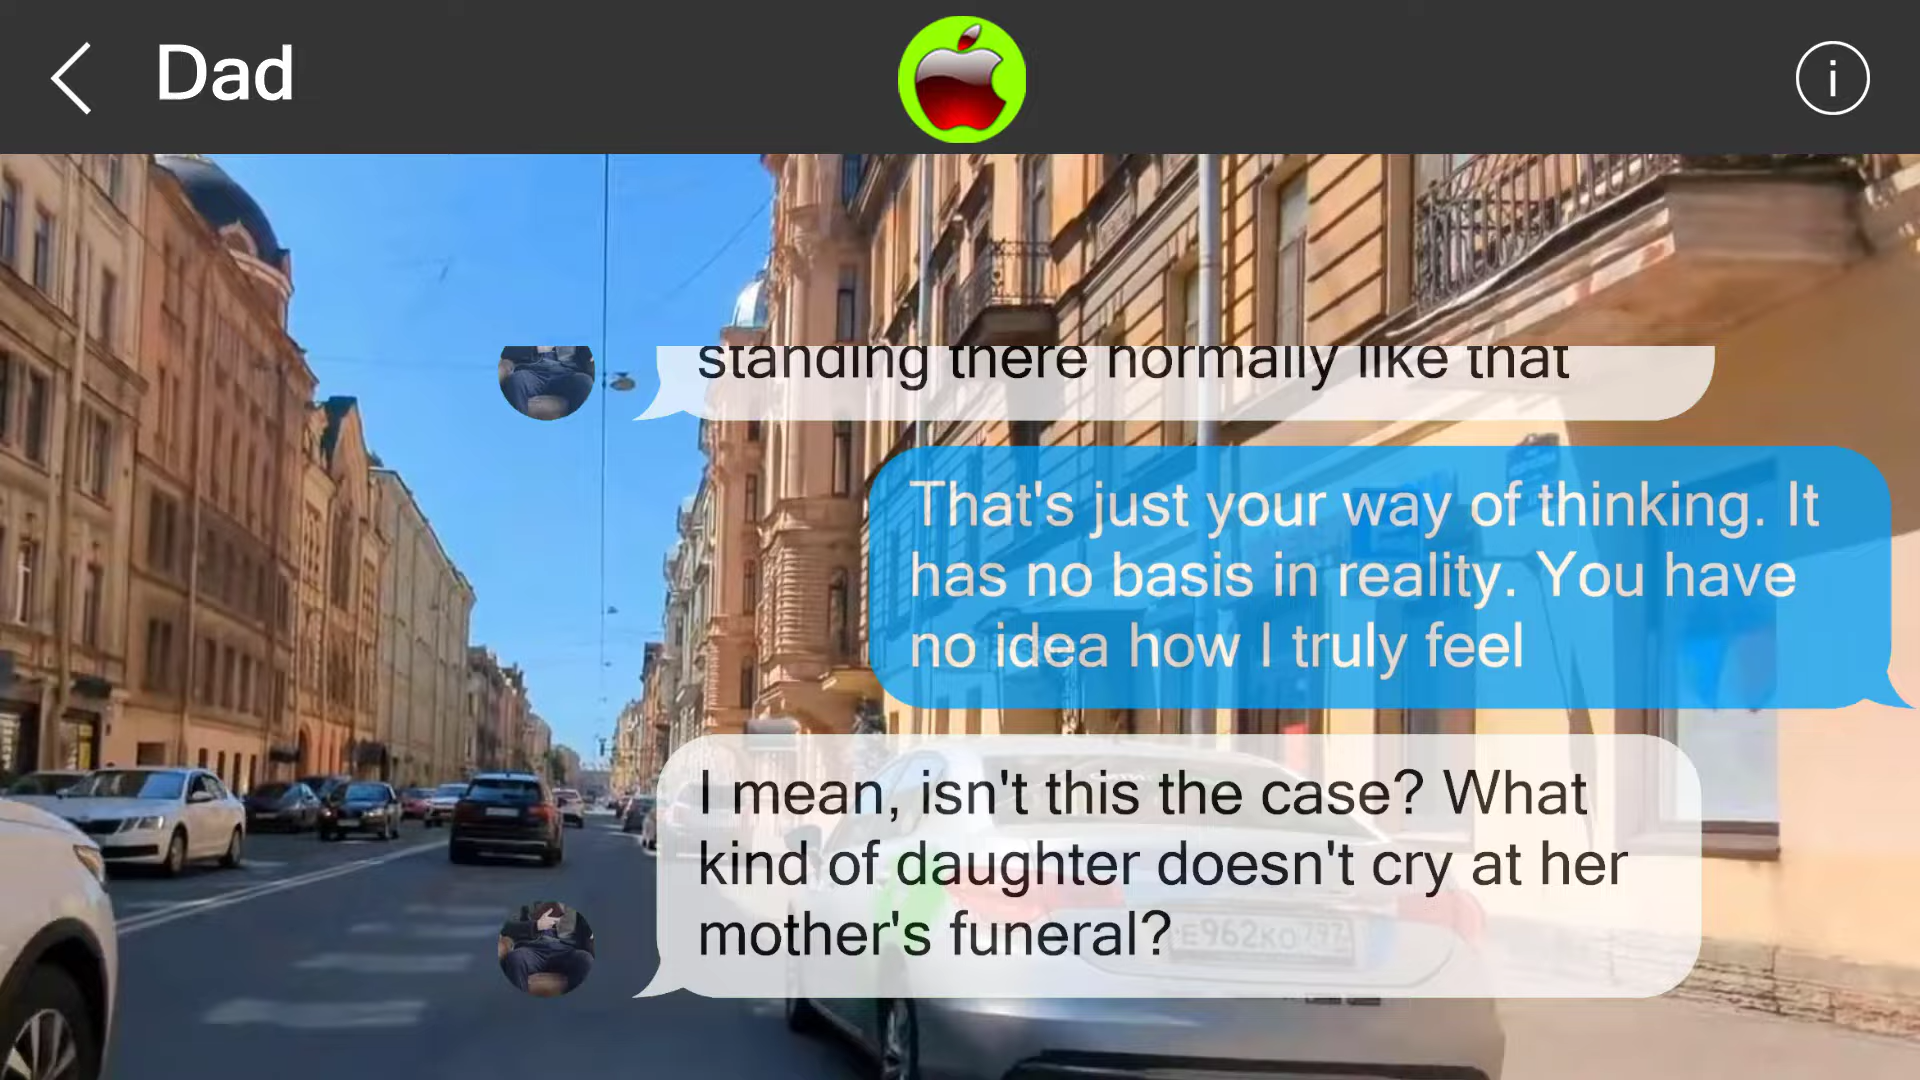 Dad
i
standing there normally like that
That's just your way of thinking. It
has no basis in reality. You have
no idea how I truly feel
I mean, isn't this the case? What
kind of daughter doesn't cry at her
mother's funeral?
E962KO 797